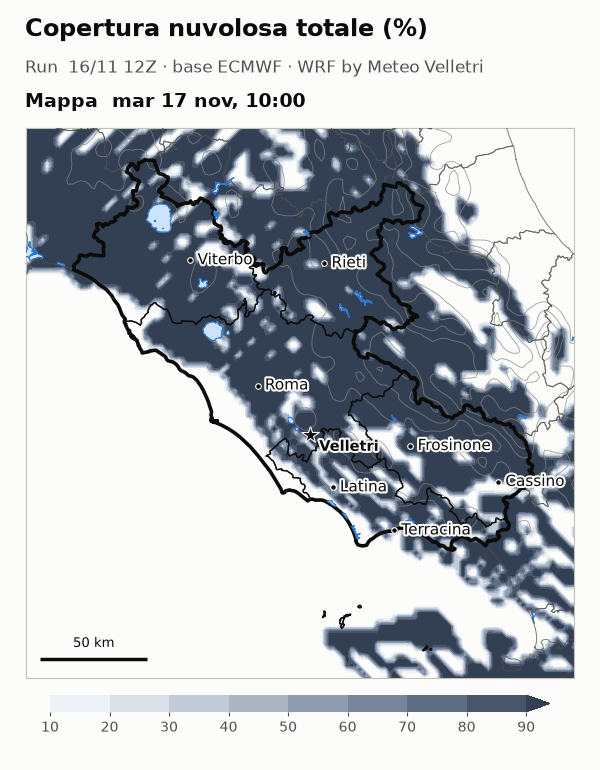 Copertura nuvolosa totale (%)
Run 16/11 12Z · base ECMWF · WRF by Meteo Velletri
Mappa mar 17 nov, 10:00
Viterbo
Rieti
Roma
Velletri
Frosinone
Latina
Cassino
Terracina
50 km
10 20 30 40 50 60 70 80 90